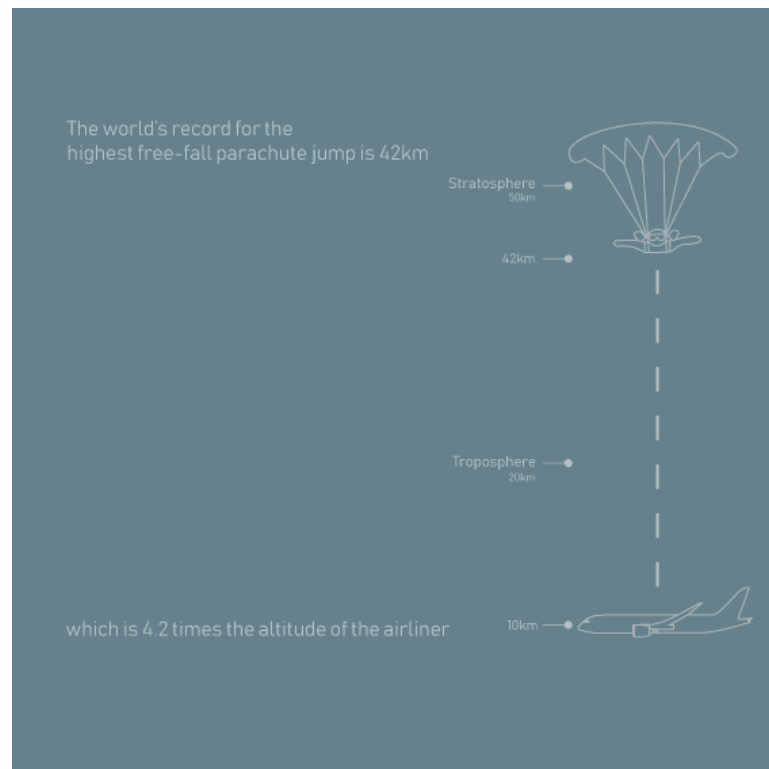 The world's record for the
highest free-fall parachute jump is 42km
Stratosphere
50km
42km
Troposphere
20km
which is 4.2 times the altitude of the airliner
10km